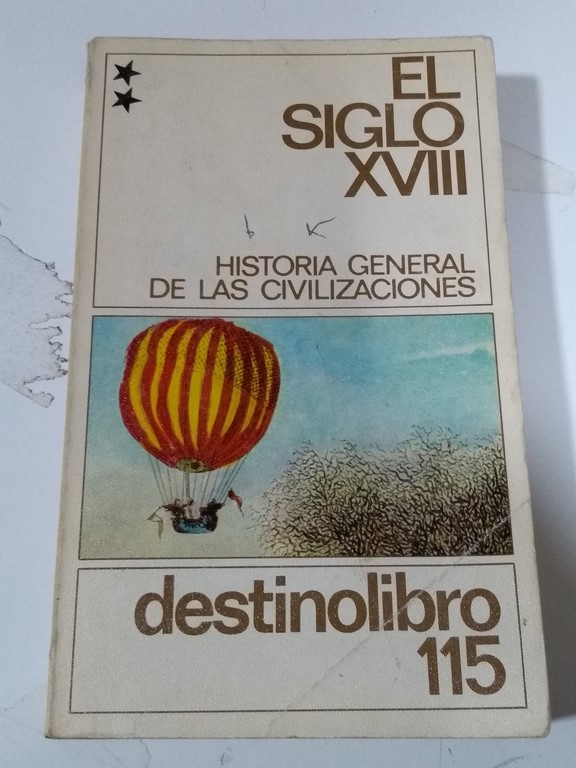 EL
SIGLO
XVIII
HISTORIA GENERAL
DE LAS CIVILIZACIONES
destinolibro
115